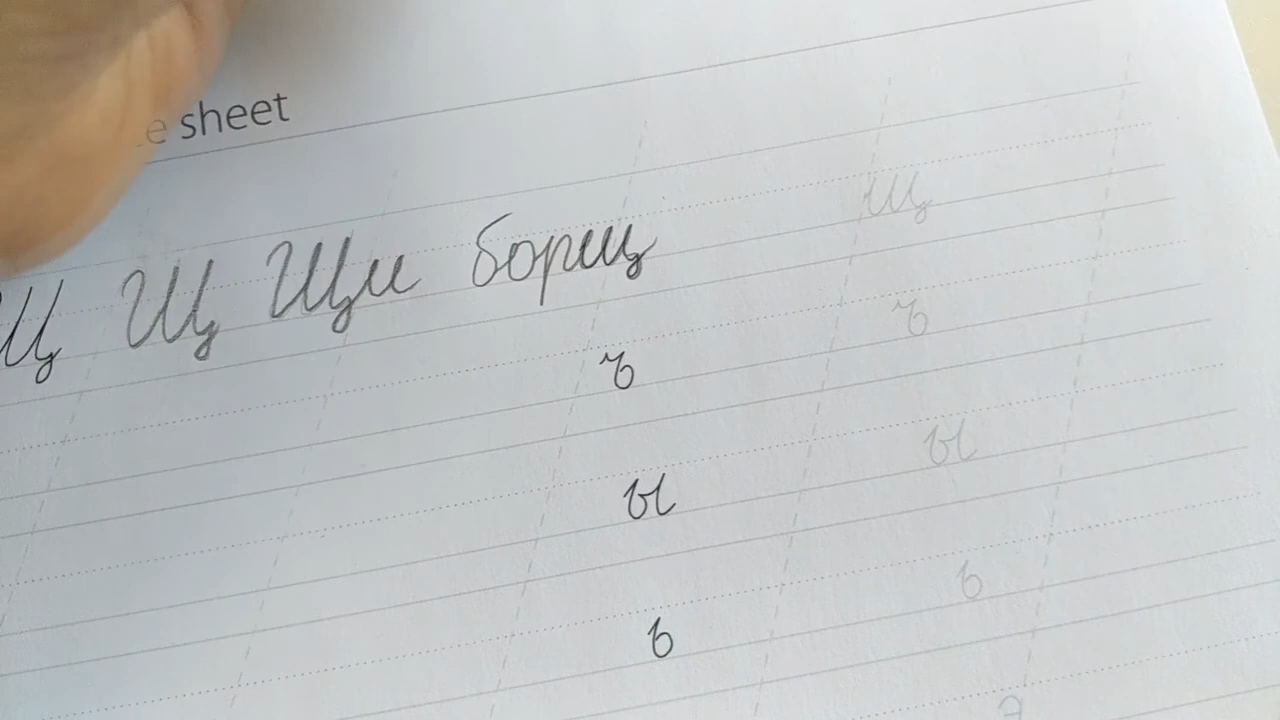 sheet
Щ Щ Щи борщ щ
ъ ъ
ы ы
ь ь
э